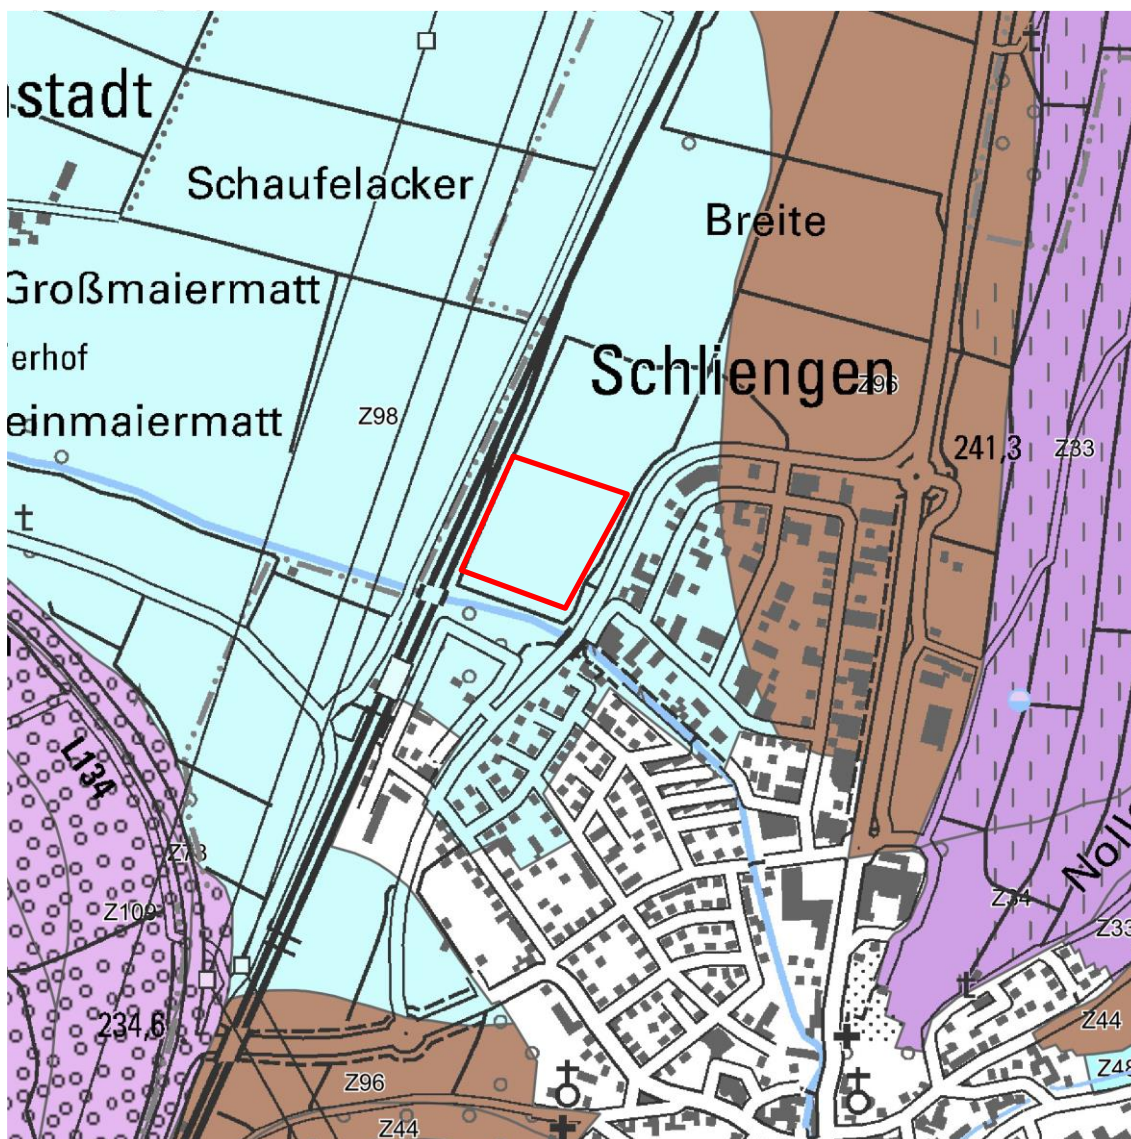 nstadt
Schaufelacker
Breite
Großmaiermatt
erhof
Schliengen
Z96
einmaiermatt
Z98
241,3
Z33
L134
Z73
Z109
Z34
Z33
234,6
Z44
Z96
Z48
Z44